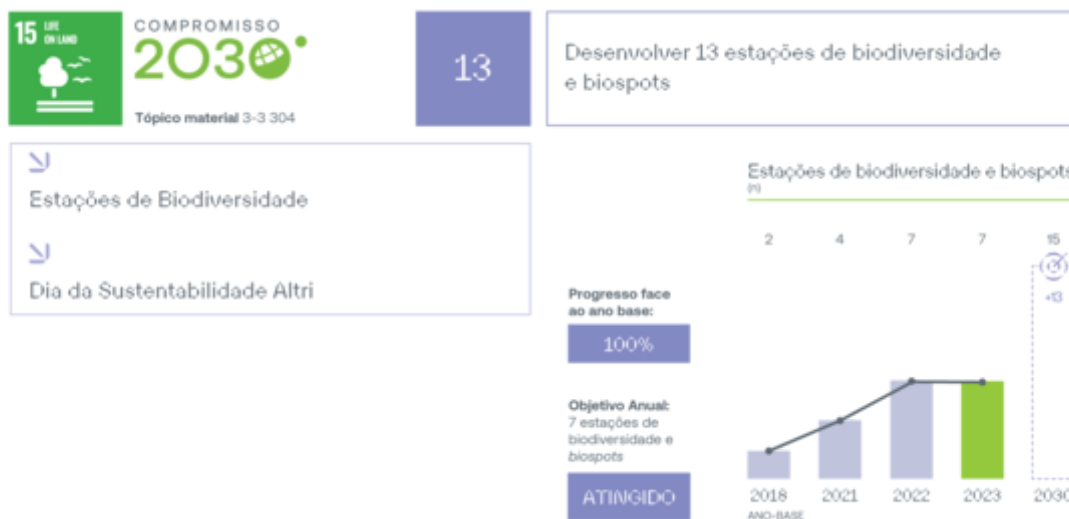 15 LIFE
ON LAND
COMPROMISSO
2030
Tópico material 3-3 304
13
Desenvolver 13 estações de biodiversidade
e biospots
Estações de Biodiversidade
Dia da Sustentabilidade Altri
Estações de biodiversidade e biospots
(n)
2 4 7 7 15
+13
Progresso face
ao ano base:
100%
Objetivo Anual:
7 estações de
biodiversidade e
biospots
ATINGIDO
2018 2021 2022 2023 2030
ANO-BASE